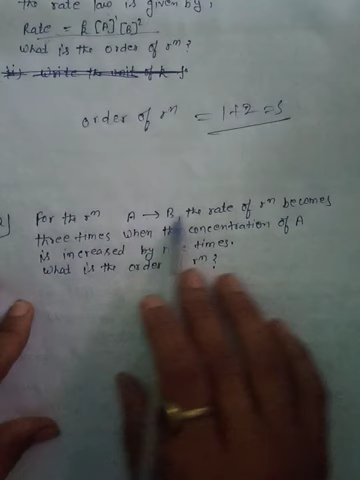 the rate law is given by,
Rate = k [A]¹ [B]²
What is the order of rⁿ?
ii) Write the unit of k
order of rⁿ = 1+2 = 3
For the rⁿ A → B, the rate of rⁿ becomes
three times when the concentration of A
is increased by times.
What is the order rⁿ?